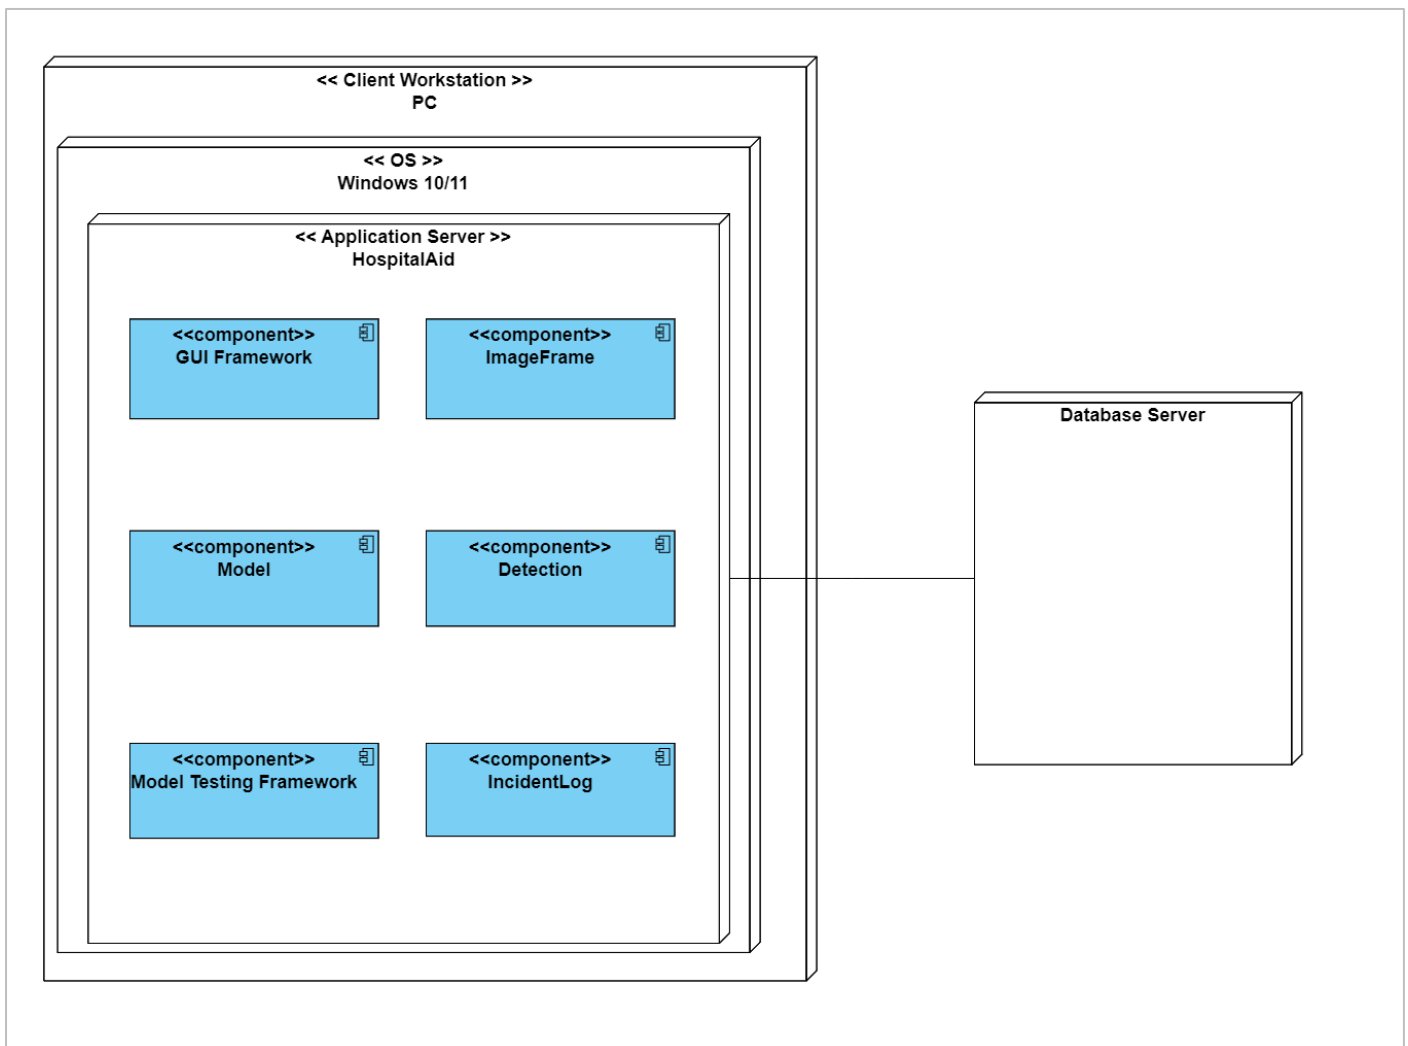 << Client Workstation >>
PC
<< OS >>
Windows 10/11
<< Application Server >>
HospitalAid
<<component>>
GUI Framework
<<component>>
ImageFrame
<<component>>
Model
<<component>>
Detection
<<component>>
Model Testing Framework
<<component>>
IncidentLog
Database Server